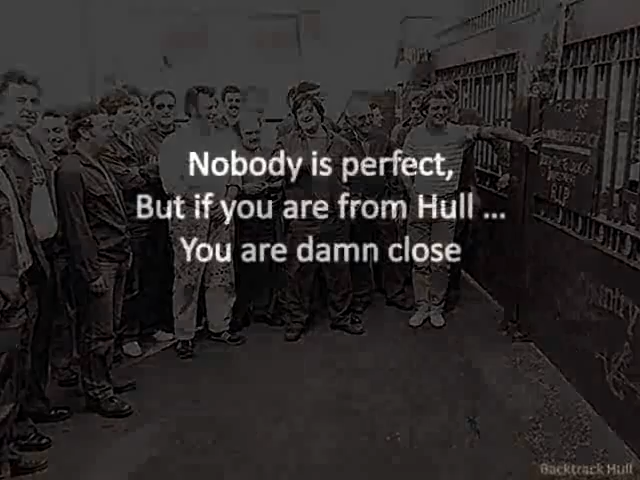 Nobody is perfect,
But if you are from Hull ...
You are damn close
R.I.P
Backtrack Hull